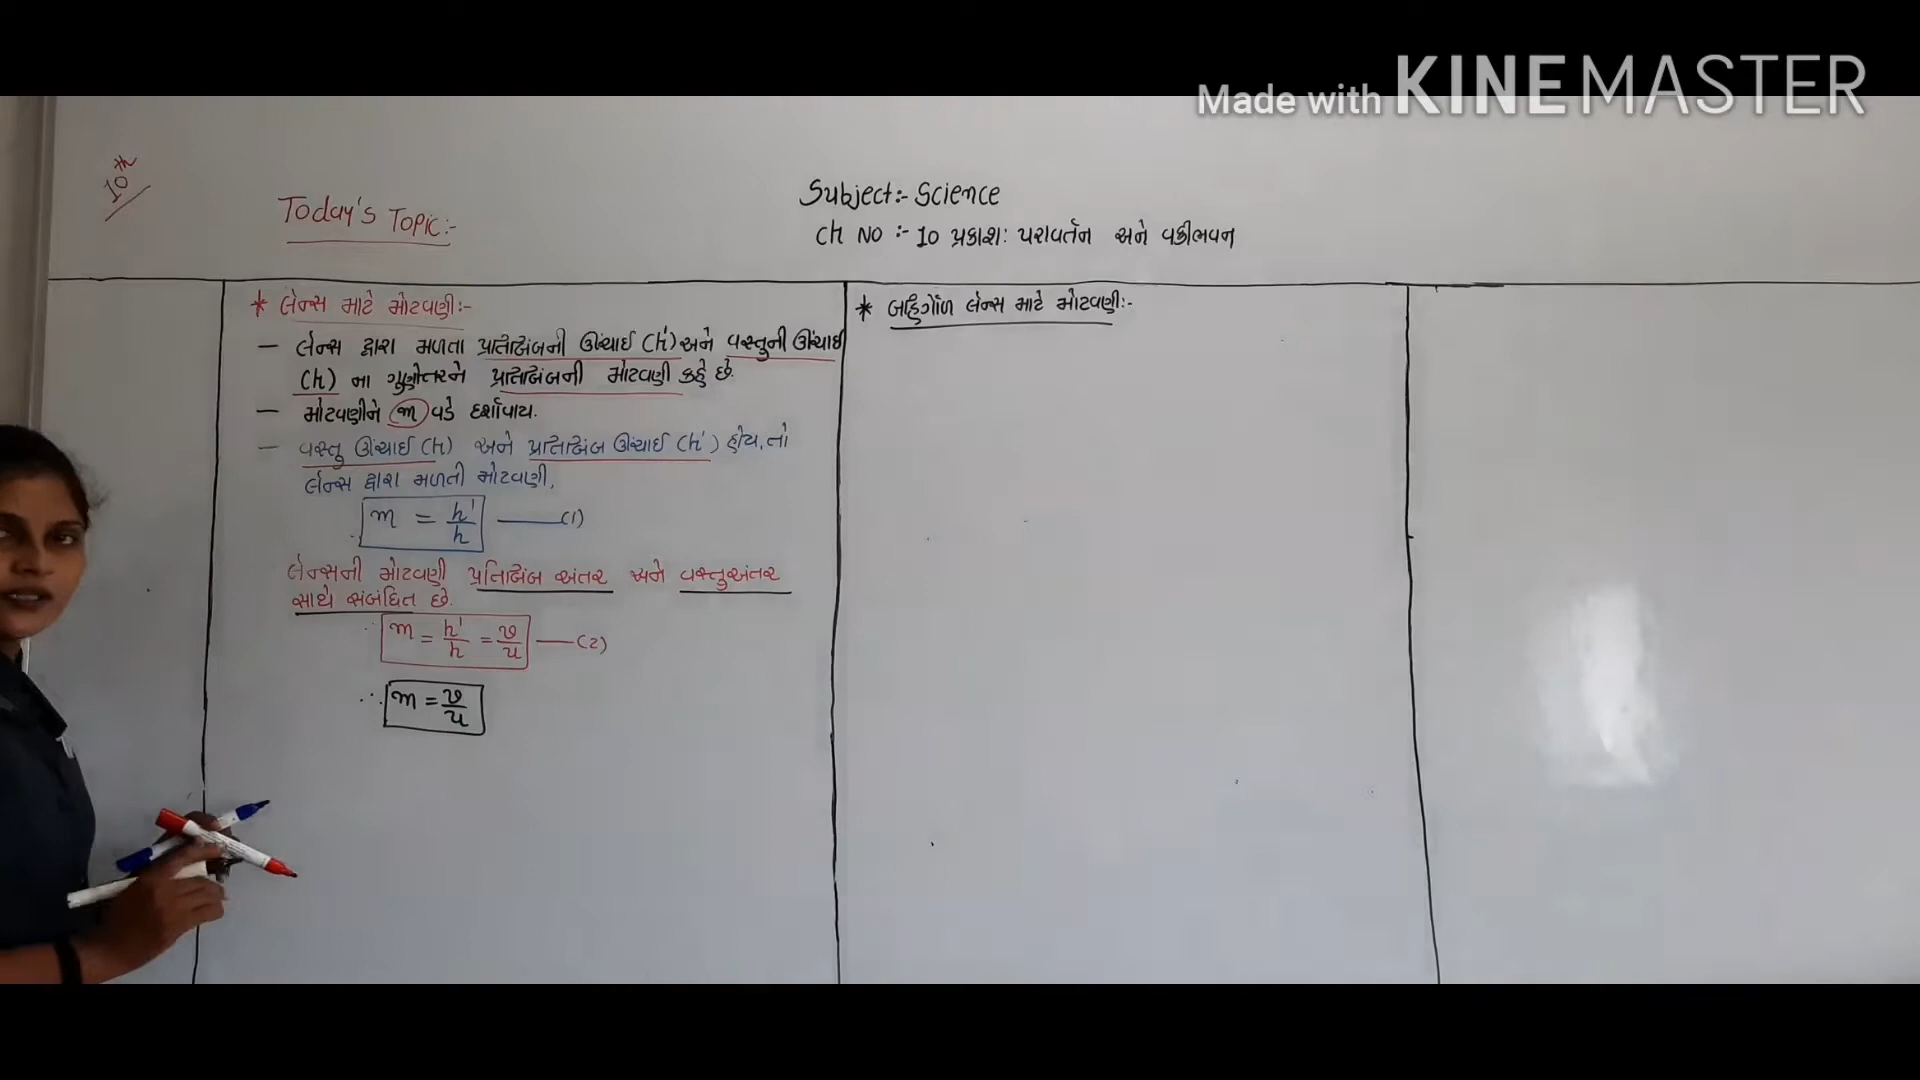 Made with KINEMASTER
10th
Today's Topic:-
Subject:- Science
Ch No :- 10 પ્રકાશ: પરાવર્તન અને વક્રીભવન
* લેન્સ માટે મોટવણી:-
– લેન્સ દ્વારા મળતા પ્રતિબિંબની ઊંચાઈ (h') અને વસ્તુની ઊંચાઈ
(h) ના ગુણોત્તરને પ્રતિબિંબની મોટવણી કહે છે.
– મોટવણીને m વડે દર્શાવાય.
– વસ્તુ ઊંચાઈ (h) અને પ્રતિબિંબ ઊંચાઈ (h') હોય, તો
લેન્સ દ્વારા મળતી મોટવણી,
m = h'/h —— (1)
લેન્સની મોટવણી પ્રતિબિંબ અંતર અને વસ્તુઅંતર
સાથે સંબંધિત છે.
m = h'/h = v/u —— (2)
∴ m = v/u
* બહિર્ગોળ લેન્સ માટે મોટવણી:-